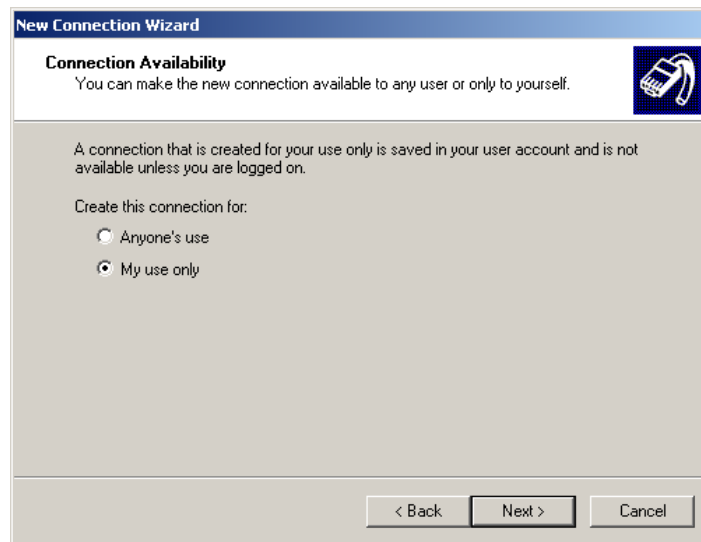 New Connection Wizard
Connection Availability
You can make the new connection available to any user or only to yourself.
A connection that is created for your use only is saved in your user account and is not
available unless you are logged on.
Create this connection for:
Anyone's use
My use only
< Back
Next >
Cancel